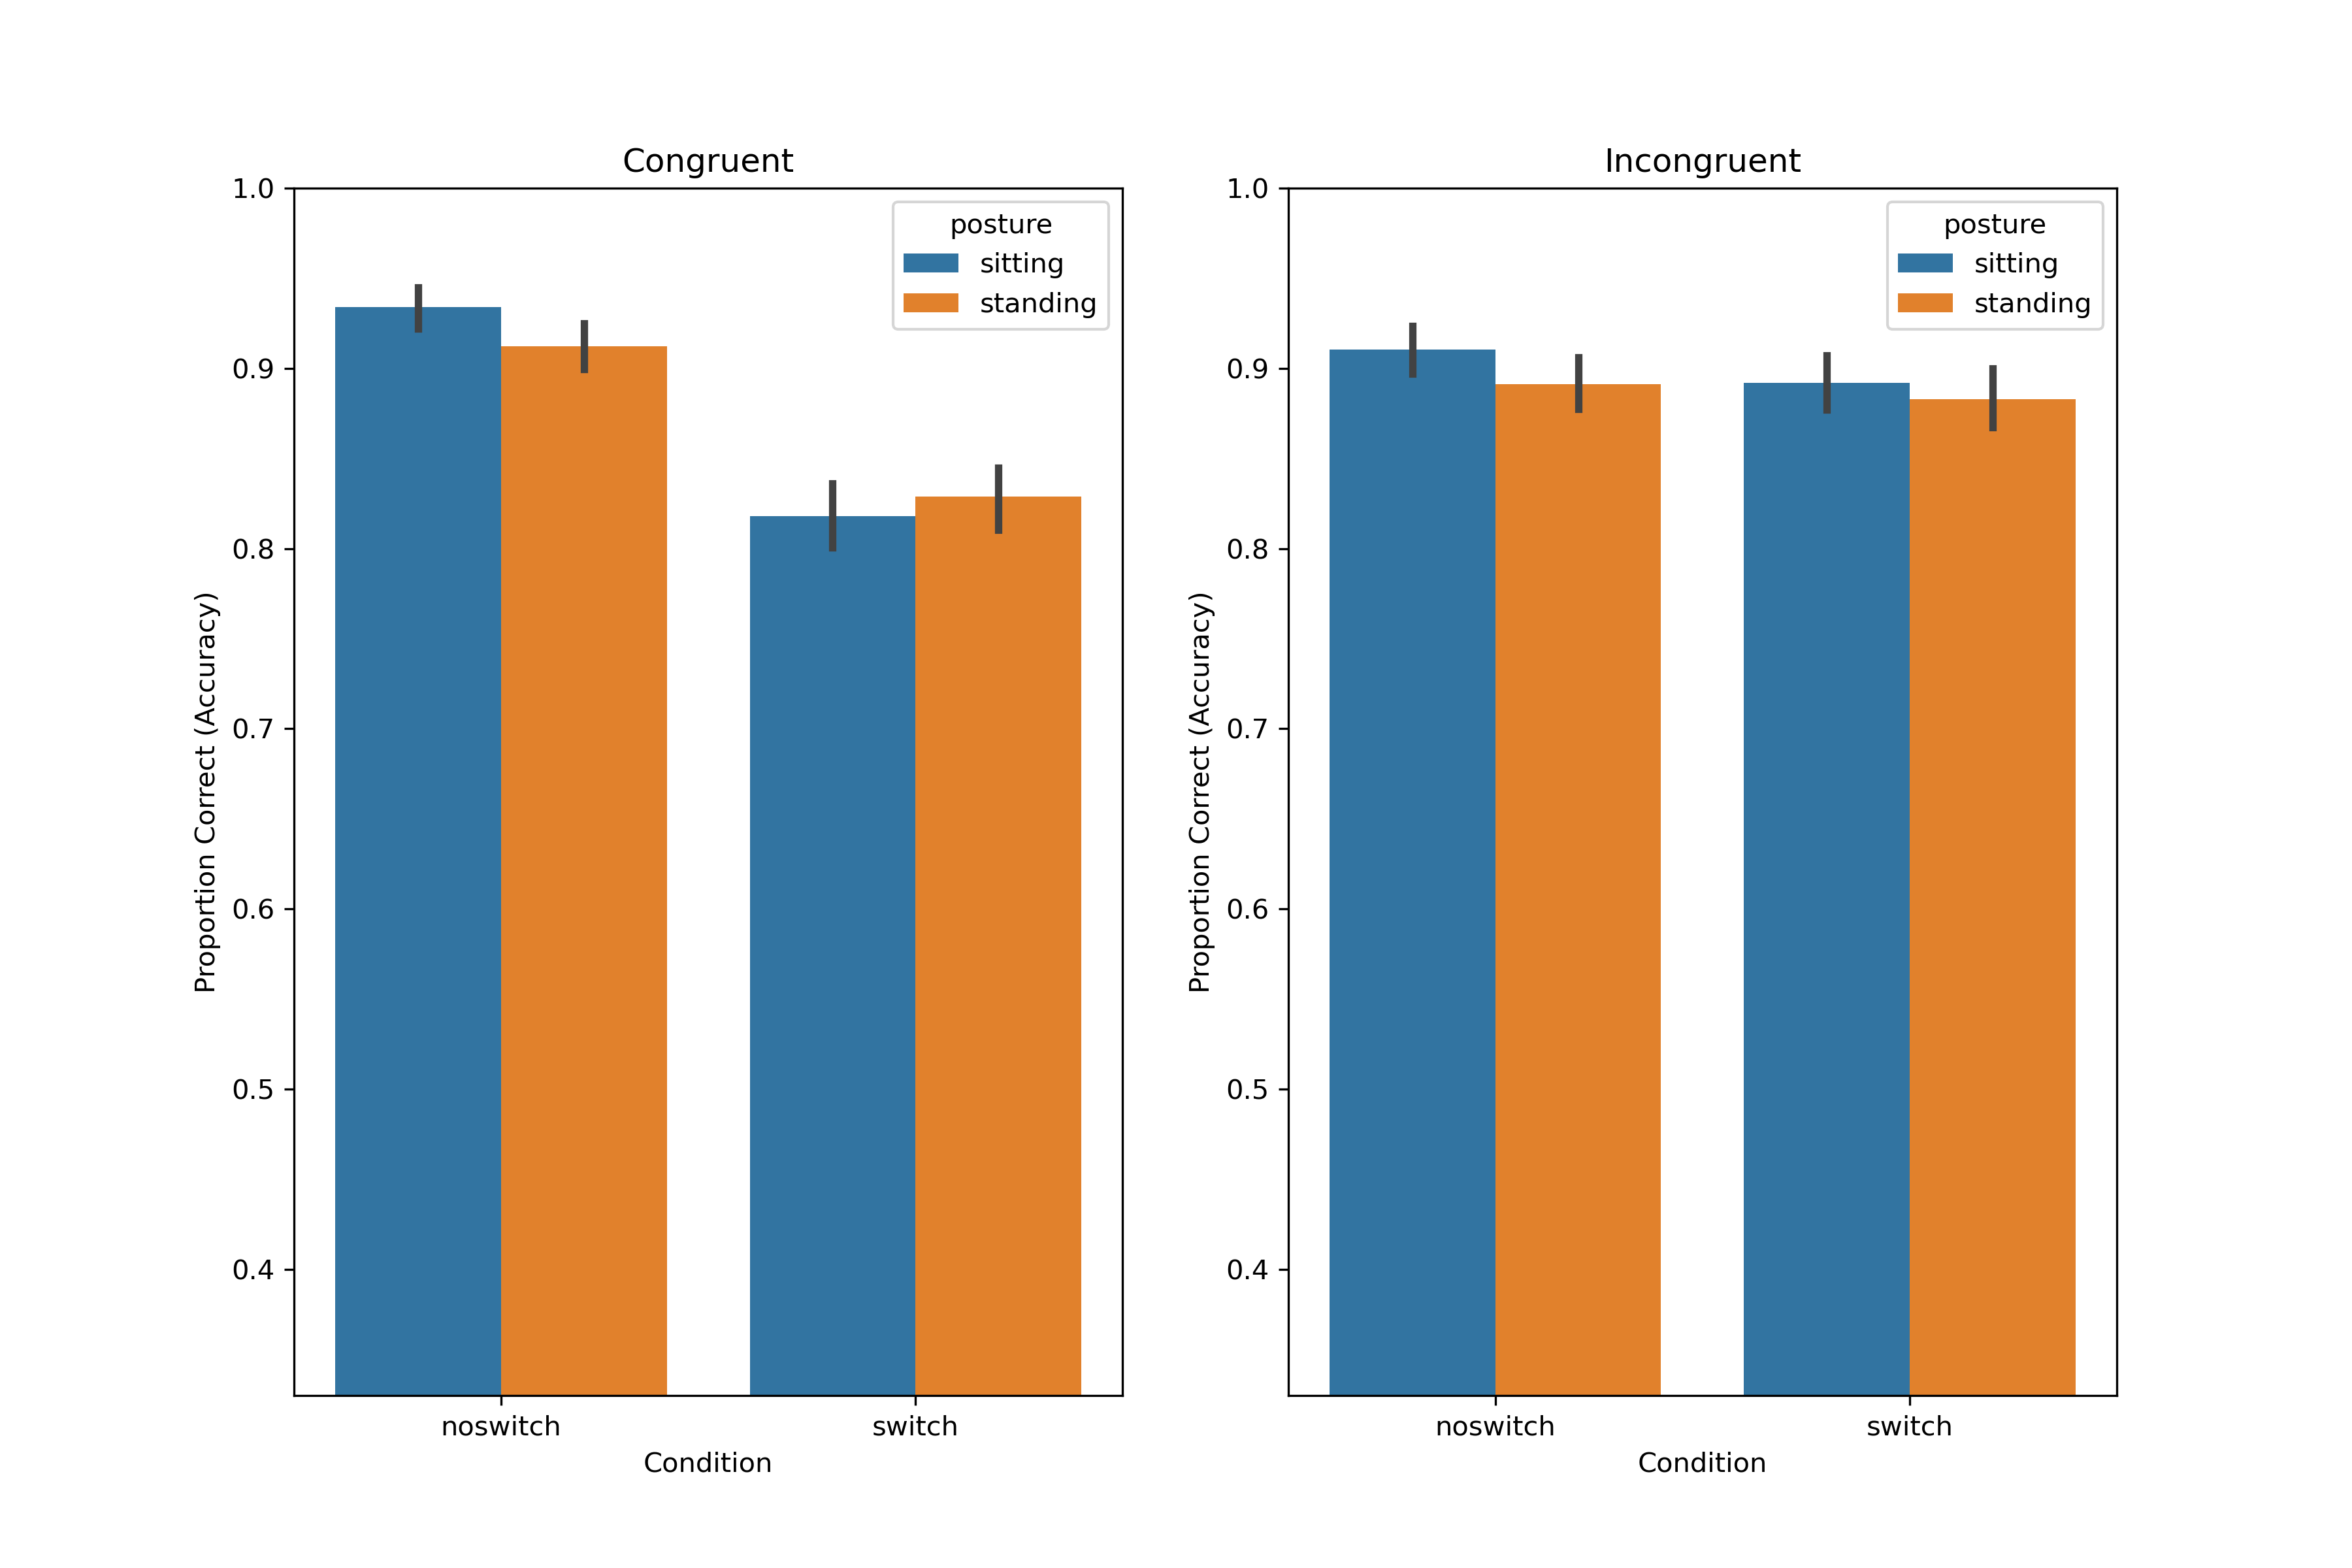 Congruent
1.0
0.9
0.8
0.7
0.6
0.5
0.4
Proportion Correct (Accuracy)
posture
sitting
standing
noswitch
switch
Condition
Incongruent
1.0
0.9
0.8
0.7
0.6
0.5
0.4
Proportion Correct (Accuracy)
posture
sitting
standing
noswitch
switch
Condition